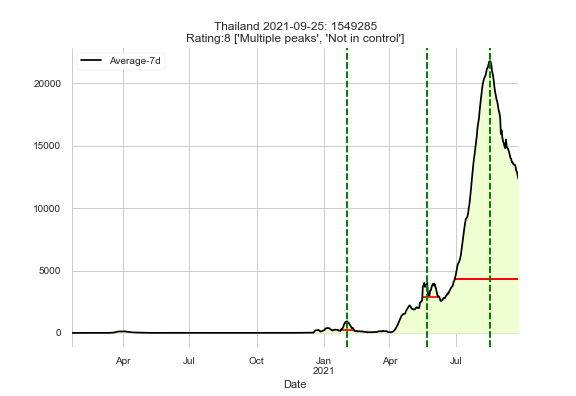 Thailand 2021-09-25: 1549285
Rating:8 ['Multiple peaks', 'Not in control']
Average-7d
20000
15000
10000
5000
0
Apr Jul Oct Jan Apr Jul
2021
Date